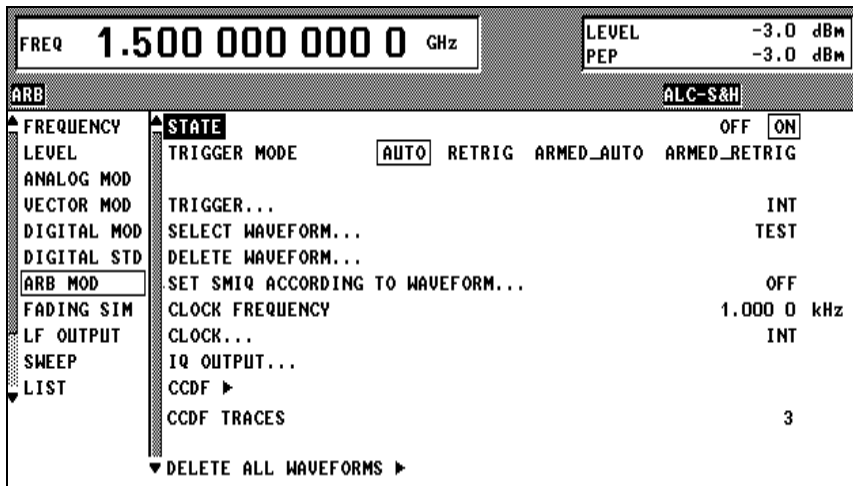 FREQ 1.500 000 000 0 GHz
LEVEL -3.0 dBm
PEP -3.0 dBm
ARB ALC-S&H
FREQUENCY
LEVEL
ANALOG MOD
VECTOR MOD
DIGITAL MOD
DIGITAL STD
ARB MOD
FADING SIM
LF OUTPUT
SWEEP
LIST
STATE OFF ON
TRIGGER MODE AUTO RETRIG ARMED_AUTO ARMED_RETRIG
TRIGGER... INT
SELECT WAVEFORM... TEST
DELETE WAVEFORM...
SET SMIQ ACCORDING TO WAVEFORM... OFF
CLOCK FREQUENCY 1.000 0 kHz
CLOCK... INT
IQ OUTPUT...
CCDF ▶
CCDF TRACES 3
DELETE ALL WAVEFORMS ▶